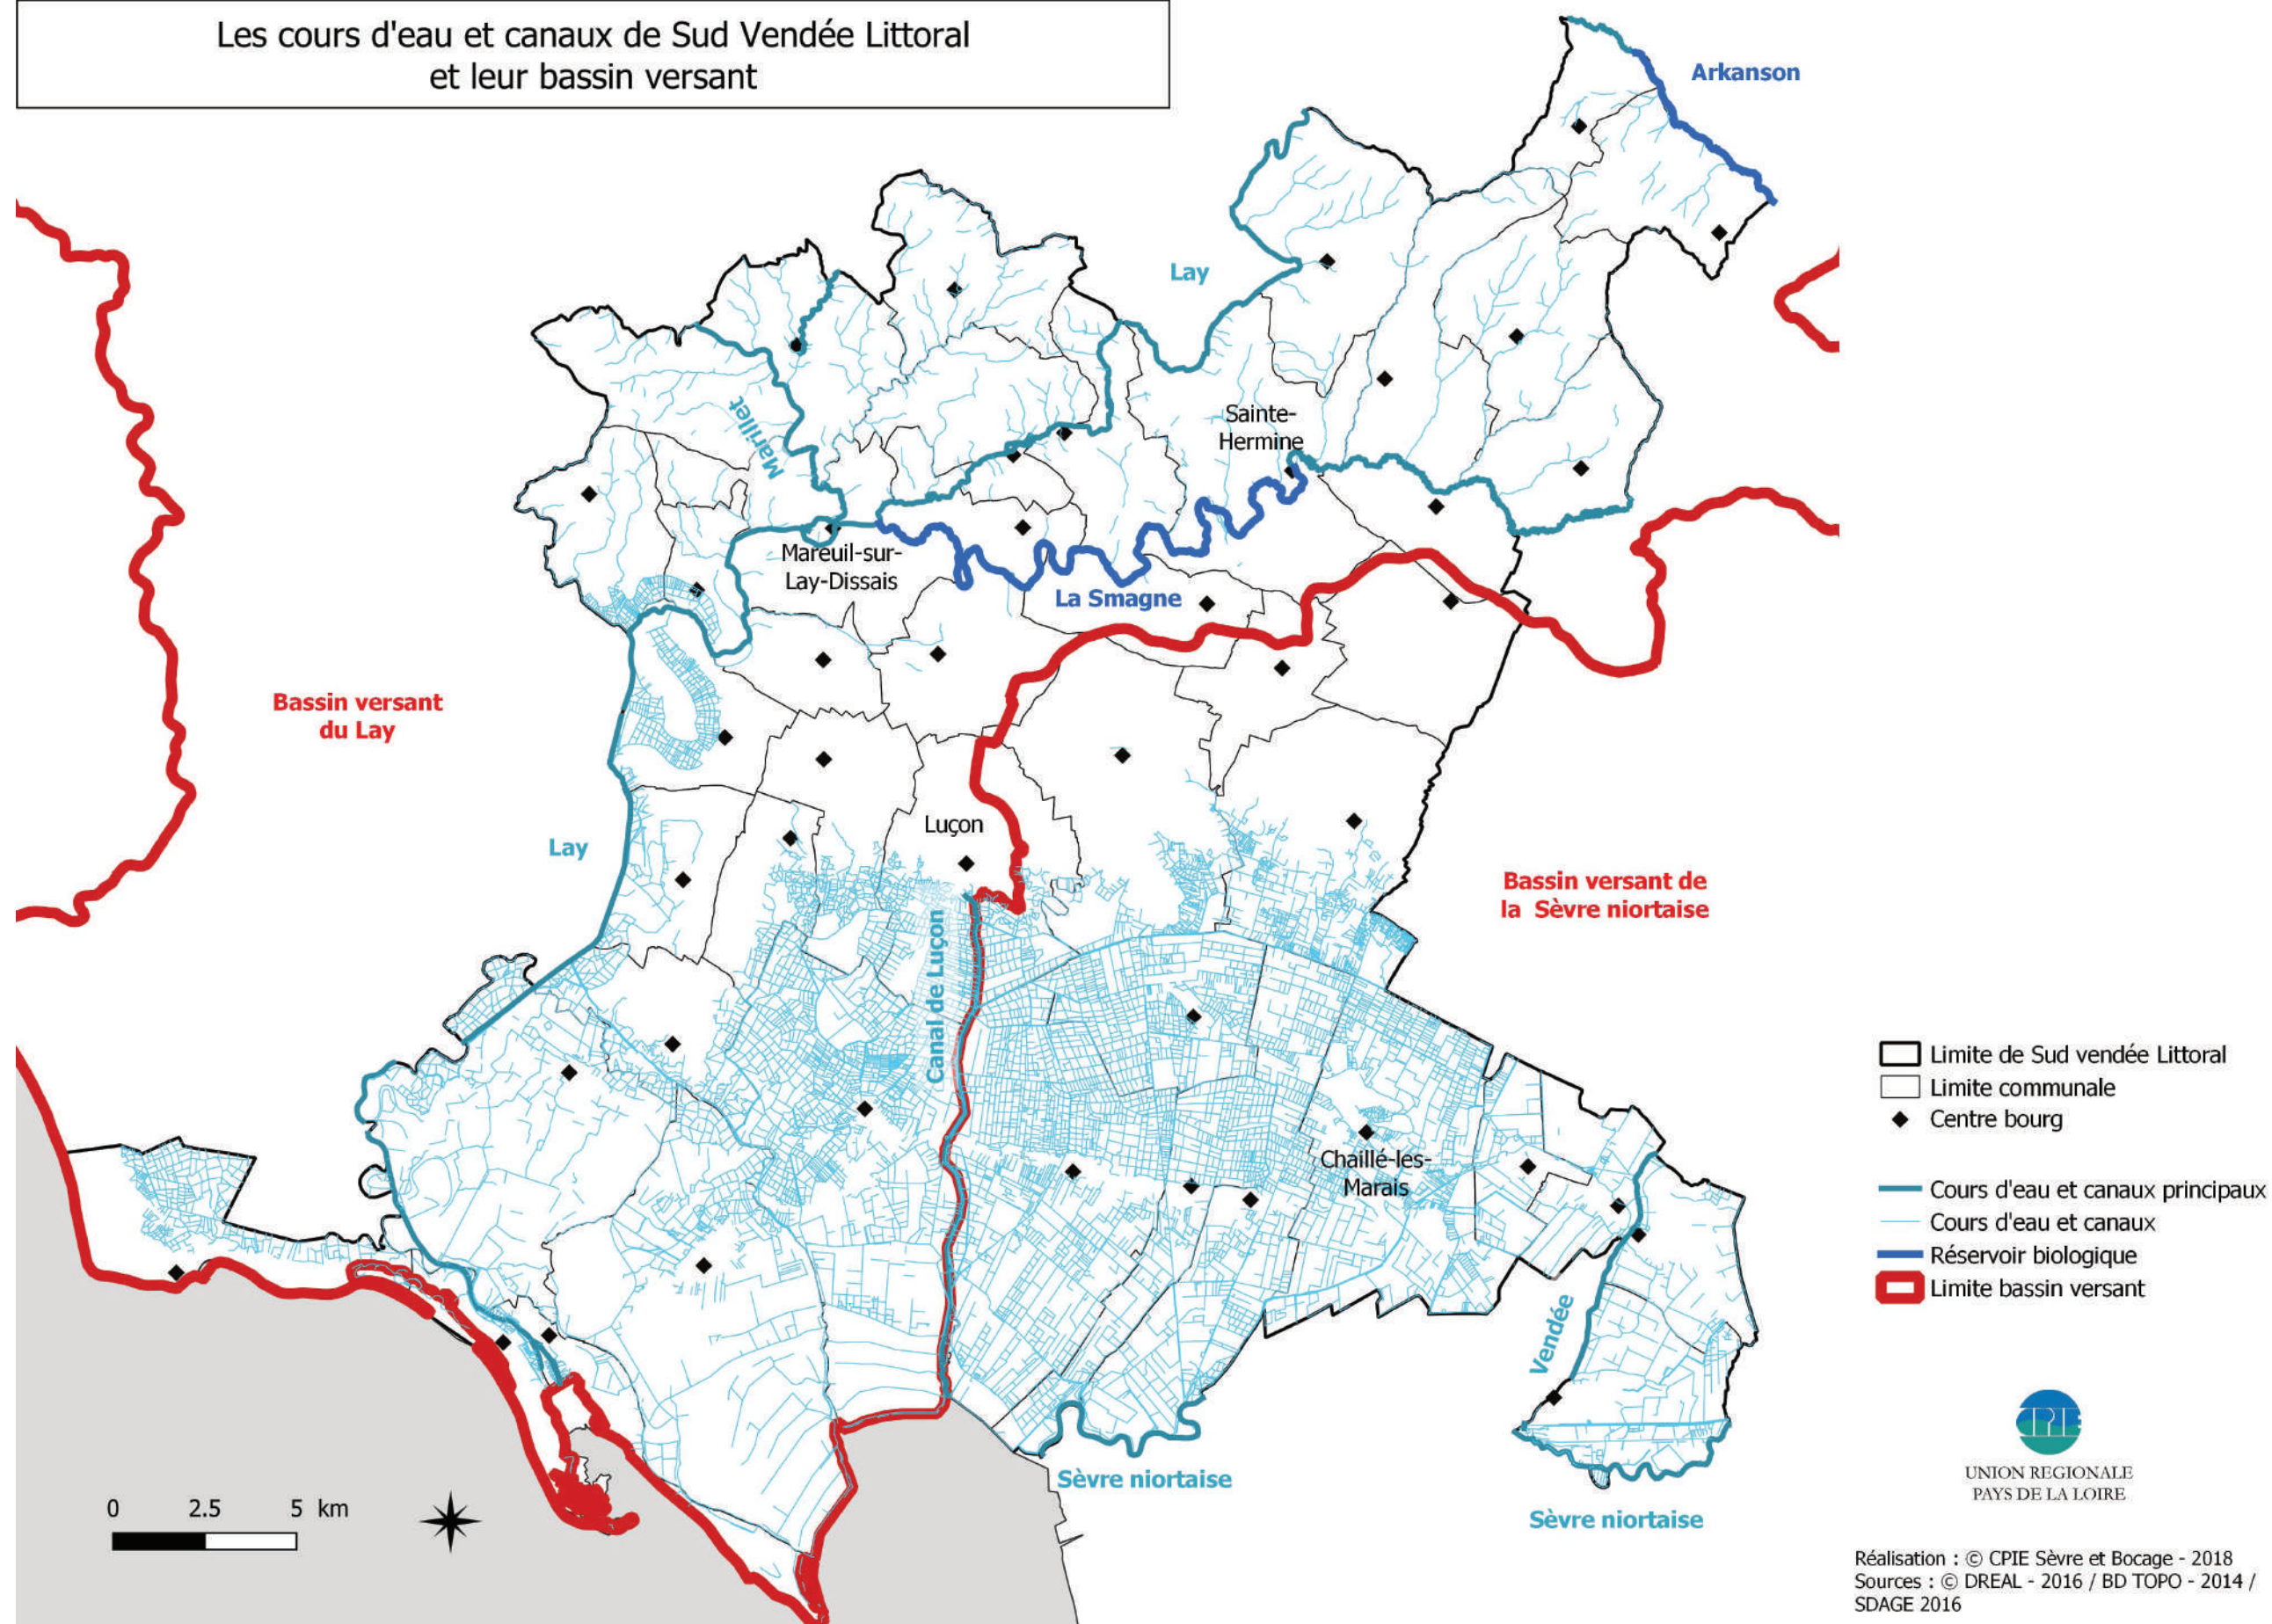 Les cours d'eau et canaux de Sud Vendée Littoral
et leur bassin versant
Arkanson
Lay
Marillet
Sainte-
Hermine
Mareuil-sur-
Lay-Dissais
La Smagne
Bassin versant
du Lay
Luçon
Lay
Bassin versant de
la Sèvre niortaise
Canal de Luçon
Chaillé-les-
Marais
Vendée
Sèvre niortaise
Sèvre niortaise
0 2.5 5 km
Limite de Sud vendée Littoral
Limite communale
Centre bourg
Cours d'eau et canaux principaux
Cours d'eau et canaux
Réservoir biologique
Limite bassin versant
CPIE
UNION REGIONALE
PAYS DE LA LOIRE
Réalisation : © CPIE Sèvre et Bocage - 2018
Sources : © DREAL - 2016 / BD TOPO - 2014 /
SDAGE 2016